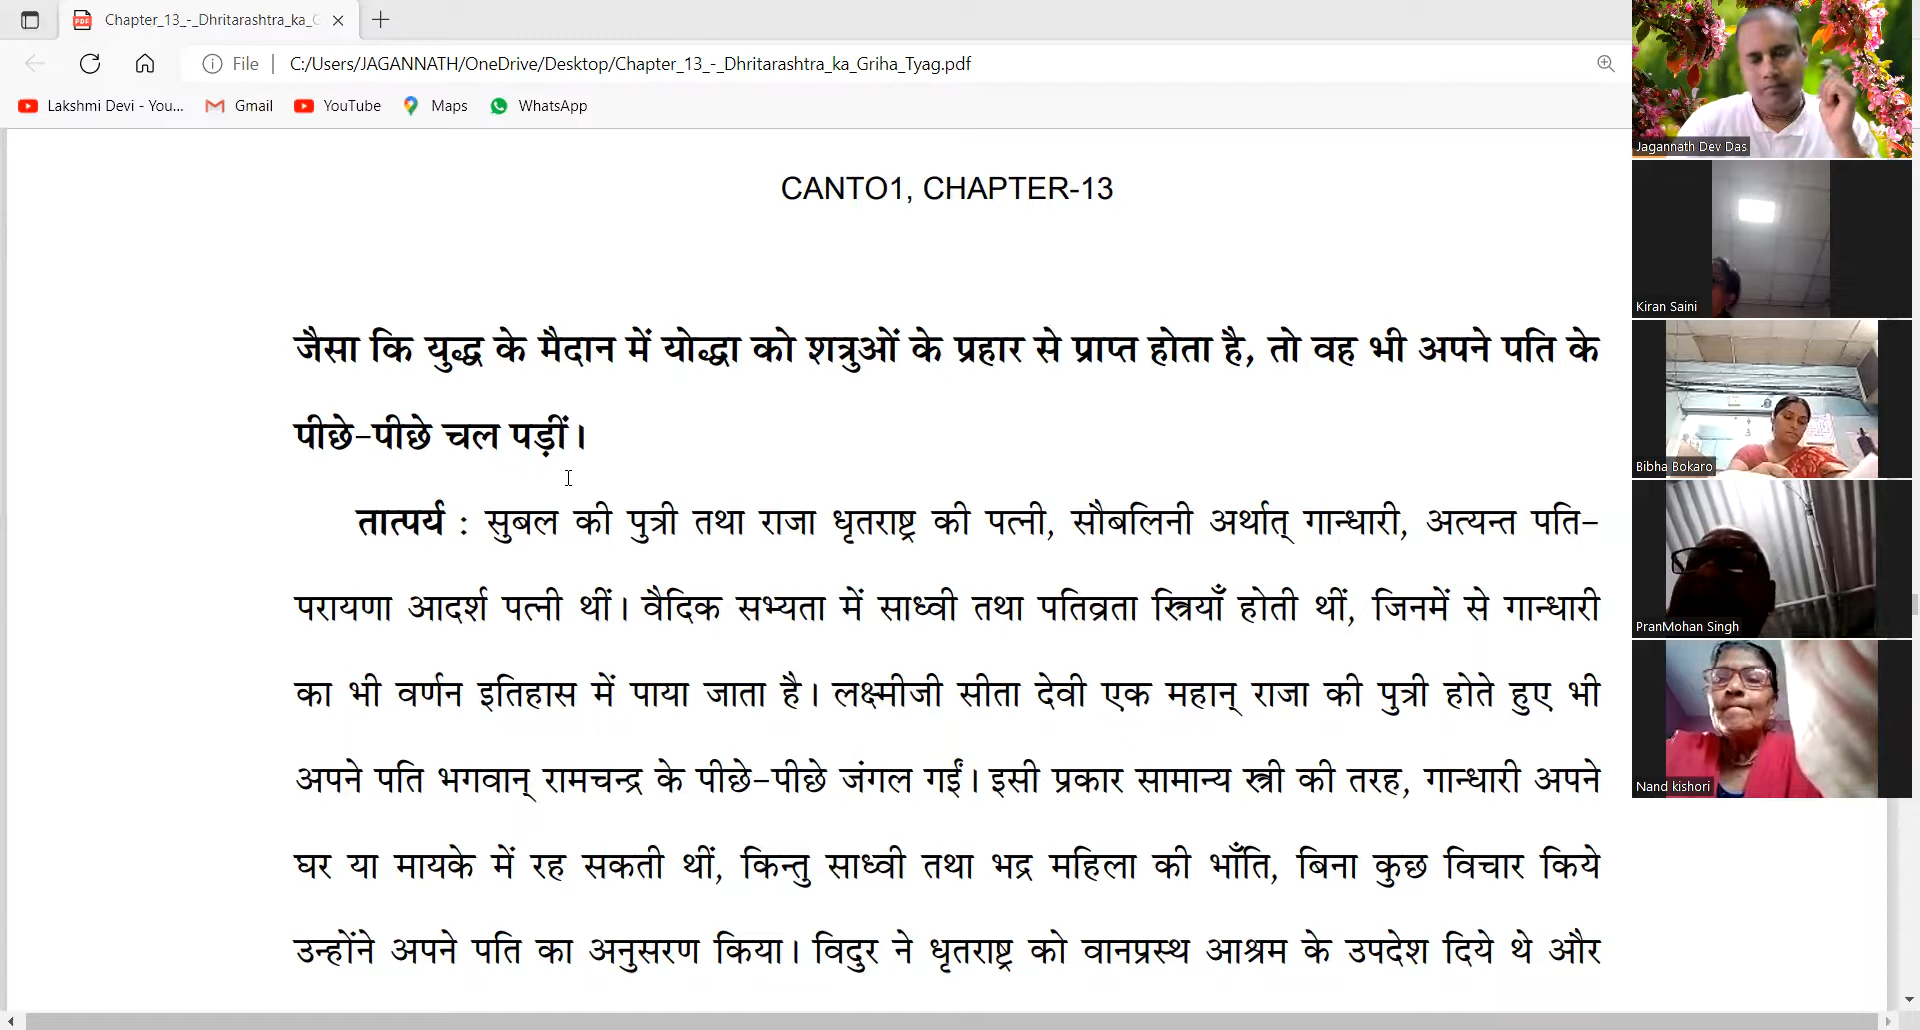 Chapter_13_-_Dhritarashtra_ka_G
File
C:/Users/JAGANNATH/OneDrive/Desktop/Chapter_13_-_Dhritarashtra_ka_Griha_Tyag.pdf
Lakshmi Devi - You...
Gmail
YouTube
Maps
WhatsApp
CANTO1, CHAPTER-13
जैसा कि युद्ध के मैदान में योद्धा को शत्रुओं के प्रहार से प्राप्त होता है, तो वह भी अपने पति के
पीछे-पीछे चल पड़ीं।
तात्पर्य : सुबल की पुत्री तथा राजा धृतराष्ट्र की पत्नी, सौबलिनी अर्थात् गान्धारी, अत्यन्त पति-
परायणा आदर्श पत्नी थीं। वैदिक सभ्यता में साध्वी तथा पतिव्रता स्त्रियाँ होती थीं, जिनमें से गान्धारी
का भी वर्णन इतिहास में पाया जाता है। लक्ष्मीजी सीता देवी एक महान् राजा की पुत्री होते हुए भी
अपने पति भगवान् रामचन्द्र के पीछे-पीछे जंगल गईं। इसी प्रकार सामान्य स्त्री की तरह, गान्धारी अपने
घर या मायके में रह सकती थीं, किन्तु साध्वी तथा भद्र महिला की भाँति, बिना कुछ विचार किये
उन्होंने अपने पति का अनुसरण किया। विदुर ने धृतराष्ट्र को वानप्रस्थ आश्रम के उपदेश दिये थे और
Jagannath Dev Das
Kiran Saini
Bibha Bokaro
PranMohan Singh
Nand kishori